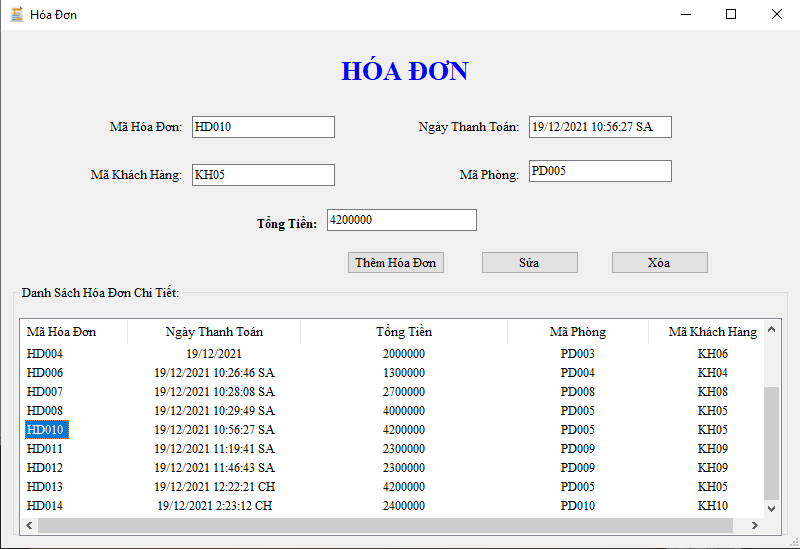 Hóa Đơn
HÓA ĐƠN
Mã Hóa Đơn: HD010 Ngày Thanh Toán: 19/12/2021 10:56:27 SA
Mã Khách Hàng: KH05 Mã Phòng: PD005
Tổng Tiền: 4200000
Thêm Hóa Đơn Sửa Xóa
Danh Sách Hóa Đơn Chi Tiết:
Mã Hóa Đơn Ngày Thanh Toán Tổng Tiền Mã Phòng Mã Khách Hàng
HD004 19/12/2021 2000000 PD003 KH06
HD006 19/12/2021 10:26:46 SA 1300000 PD004 KH04
HD007 19/12/2021 10:28:08 SA 2700000 PD008 KH08
HD008 19/12/2021 10:29:49 SA 4000000 PD005 KH05
HD010 19/12/2021 10:56:27 SA 4200000 PD005 KH05
HD011 19/12/2021 11:19:41 SA 2300000 PD009 KH09
HD012 19/12/2021 11:46:43 SA 2300000 PD009 KH09
HD013 19/12/2021 12:22:21 CH 4200000 PD005 KH05
HD014 19/12/2021 2:23:12 CH 2400000 PD010 KH10